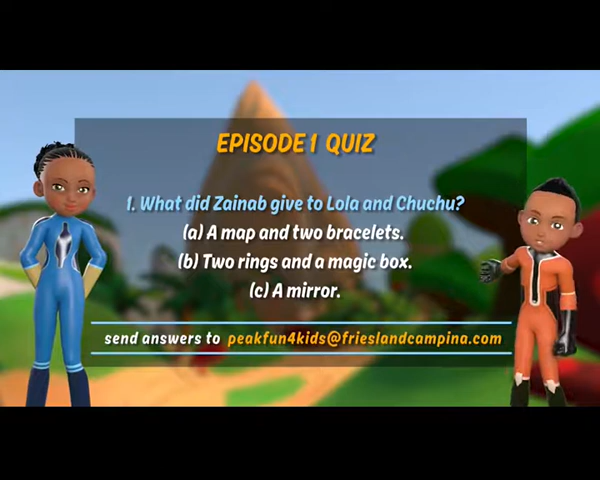 EPISODE 1 QUIZ
1. What did Zainab give to Lola and Chuchu?
(a) A map and two bracelets.
(b) Two rings and a magic box.
(c) A mirror.
send answers to peakfun4kids@frieslandcampina.com